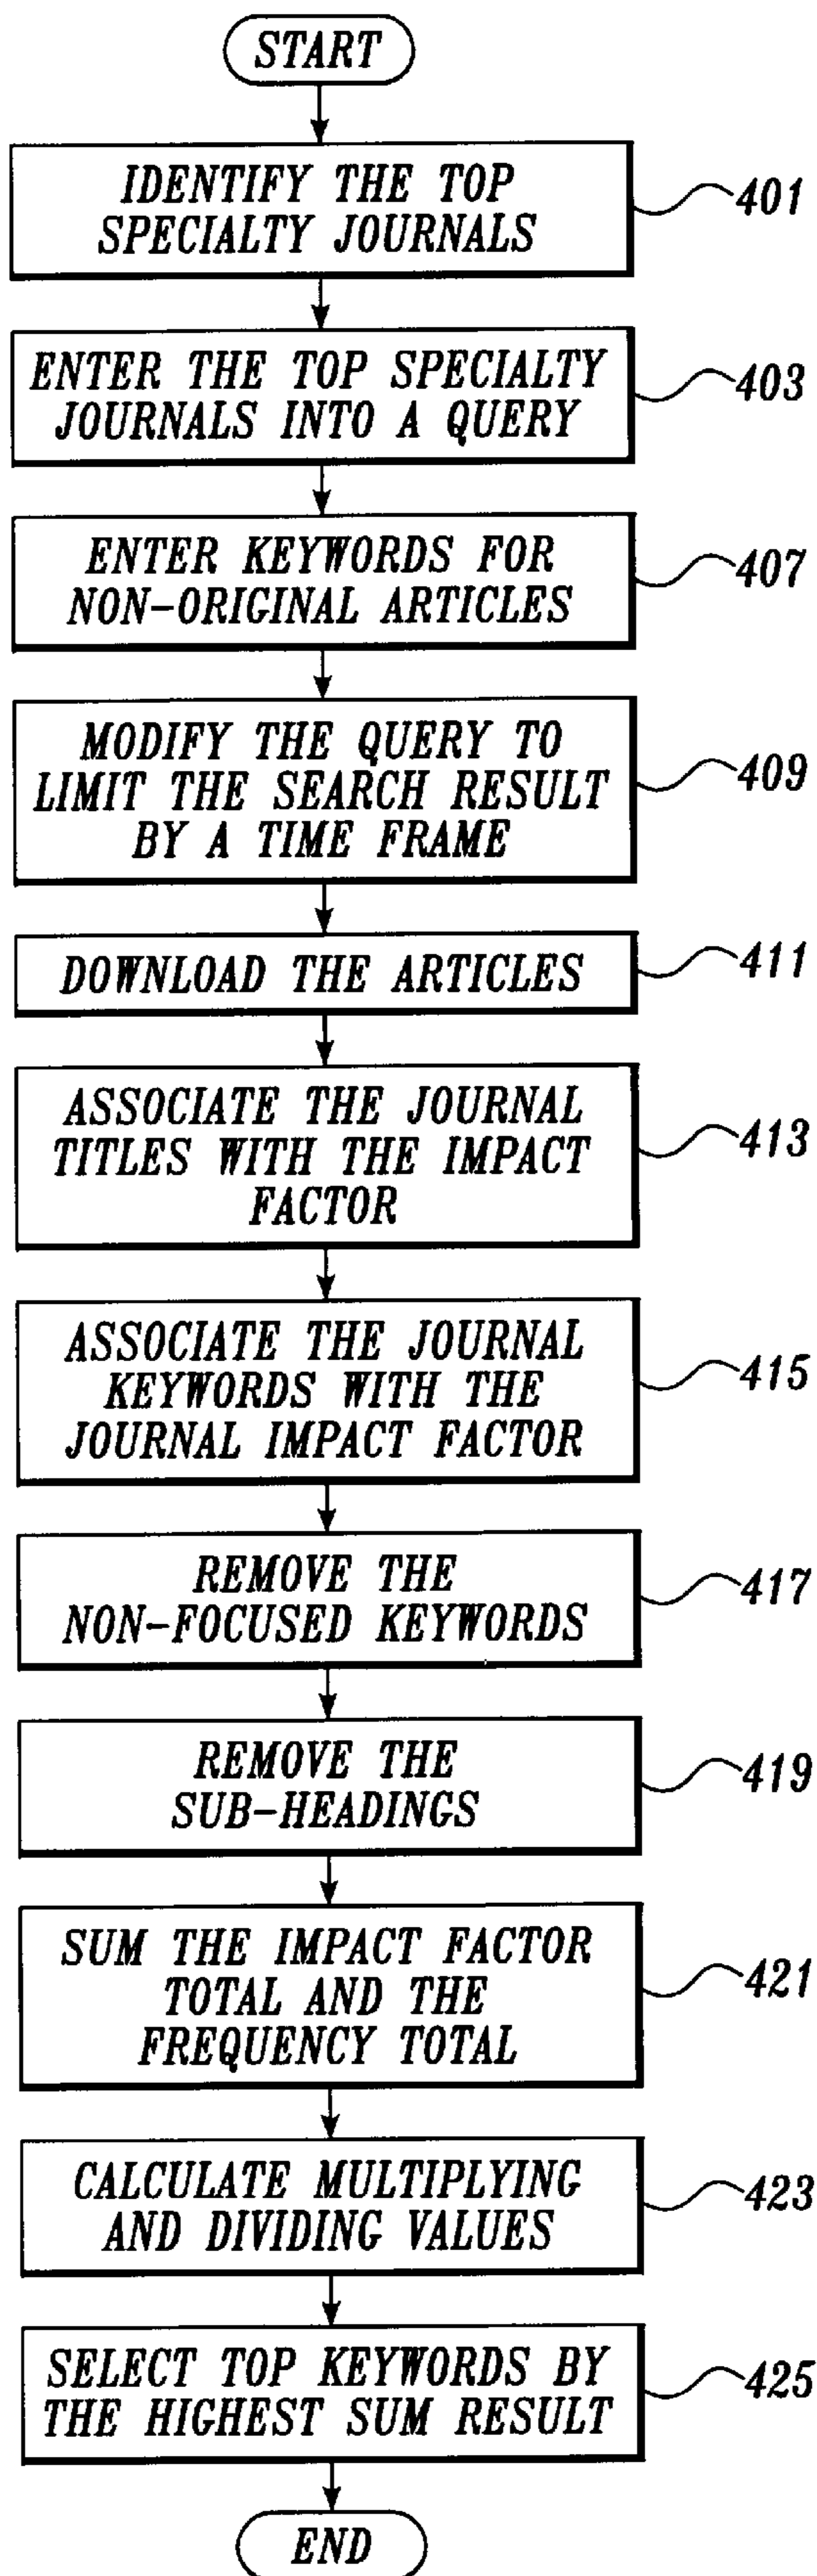 START
IDENTIFY THE TOP
SPECIALTY JOURNALS
401
ENTER THE TOP SPECIALTY
JOURNALS INTO A QUERY
403
ENTER KEYWORDS FOR
NON-ORIGINAL ARTICLES
407
MODIFY THE QUERY TO
LIMIT THE SEARCH RESULT
BY A TIME FRAME
409
DOWNLOAD THE ARTICLES
411
ASSOCIATE THE JOURNAL
TITLES WITH THE IMPACT
FACTOR
413
ASSOCIATE THE JOURNAL
KEYWORDS WITH THE
JOURNAL IMPACT FACTOR
415
REMOVE THE
NON-FOCUSED KEYWORDS
417
REMOVE THE
SUB-HEADINGS
419
SUM THE IMPACT FACTOR
TOTAL AND THE
FREQUENCY TOTAL
421
CALCULATE MULTIPLYING
AND DIVIDING VALUES
423
SELECT TOP KEYWORDS BY
THE HIGHEST SUM RESULT
425
END